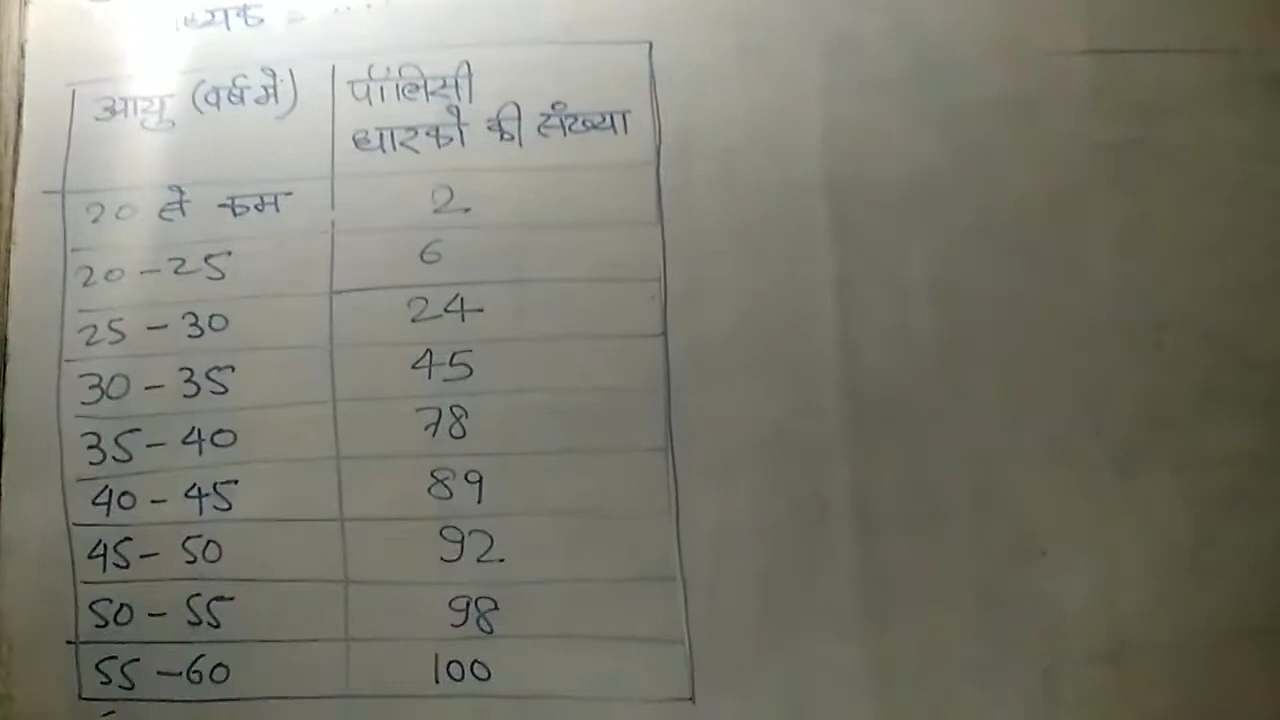 आयु (वर्ष में) पॉलिसी
धारको की संख्या
20 से कम 2
20-25 6
25-30 24
30-35 45
35-40 78
40-45 89
45-50 92
50-55 98
55-60 100